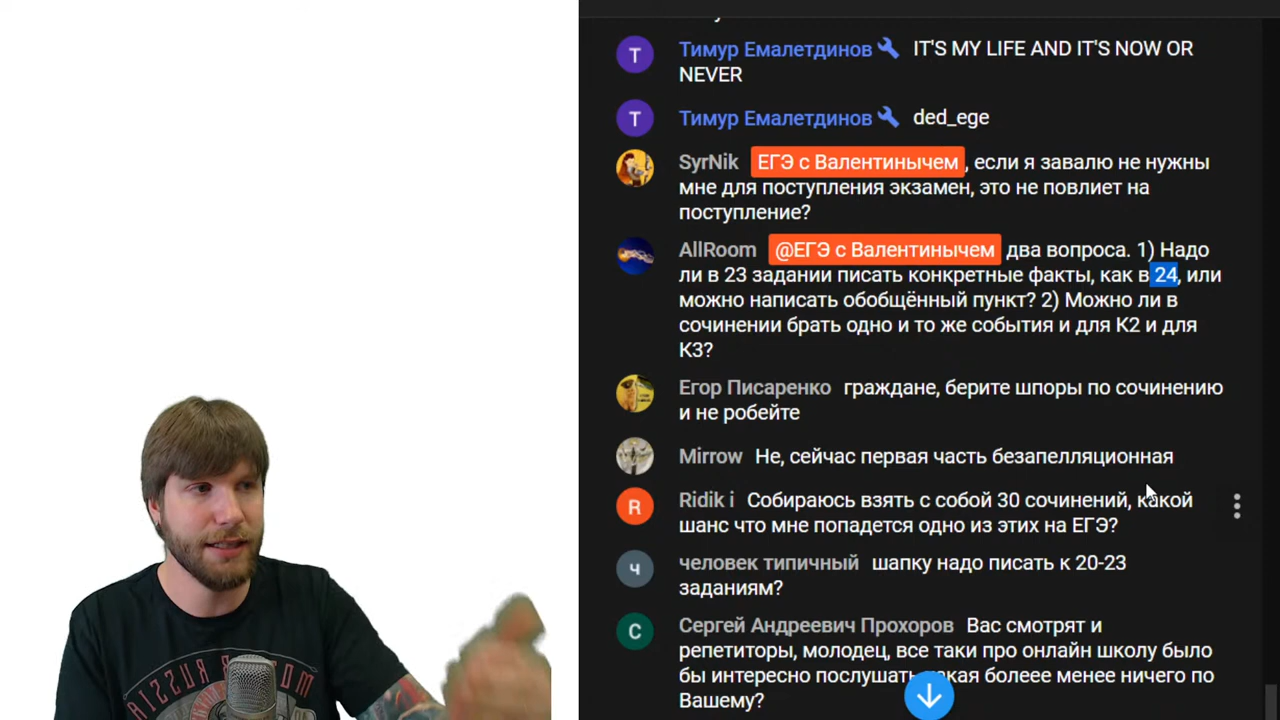 Тимур Емалетдинов IT'S MY LIFE AND IT'S NOW OR
NEVER
Тимур Емалетдинов ded_ege
SyrNik ЕГЭ с Валентинычем, если я завалю не нужны
мне для поступления экзамен, это не повлиет на
поступление?
AllRoom @ЕГЭ с Валентинычем два вопроса. 1) Надо
ли в 23 задании писать конкретные факты, как в 24, или
можно написать обобщённый пункт? 2) Можно ли в
сочинении брать одно и то же события и для К2 и для
К3?
Егор Писаренко граждане, берите шпоры по сочинению
и не робейте
Mirrow Не, сейчас первая часть безапелляционная
Ridik i Собираюсь взять с собой 30 сочинений, какой
шанс что мне попадется одно из этих на ЕГЭ?
человек типичный шапку надо писать к 20-23
заданиям?
Сергей Андреевич Прохоров Вас смотрят и
репетиторы, молодец, все таки про онлайн школу было
бы интересно послушать, какая болеее менее ничего по
Вашему?